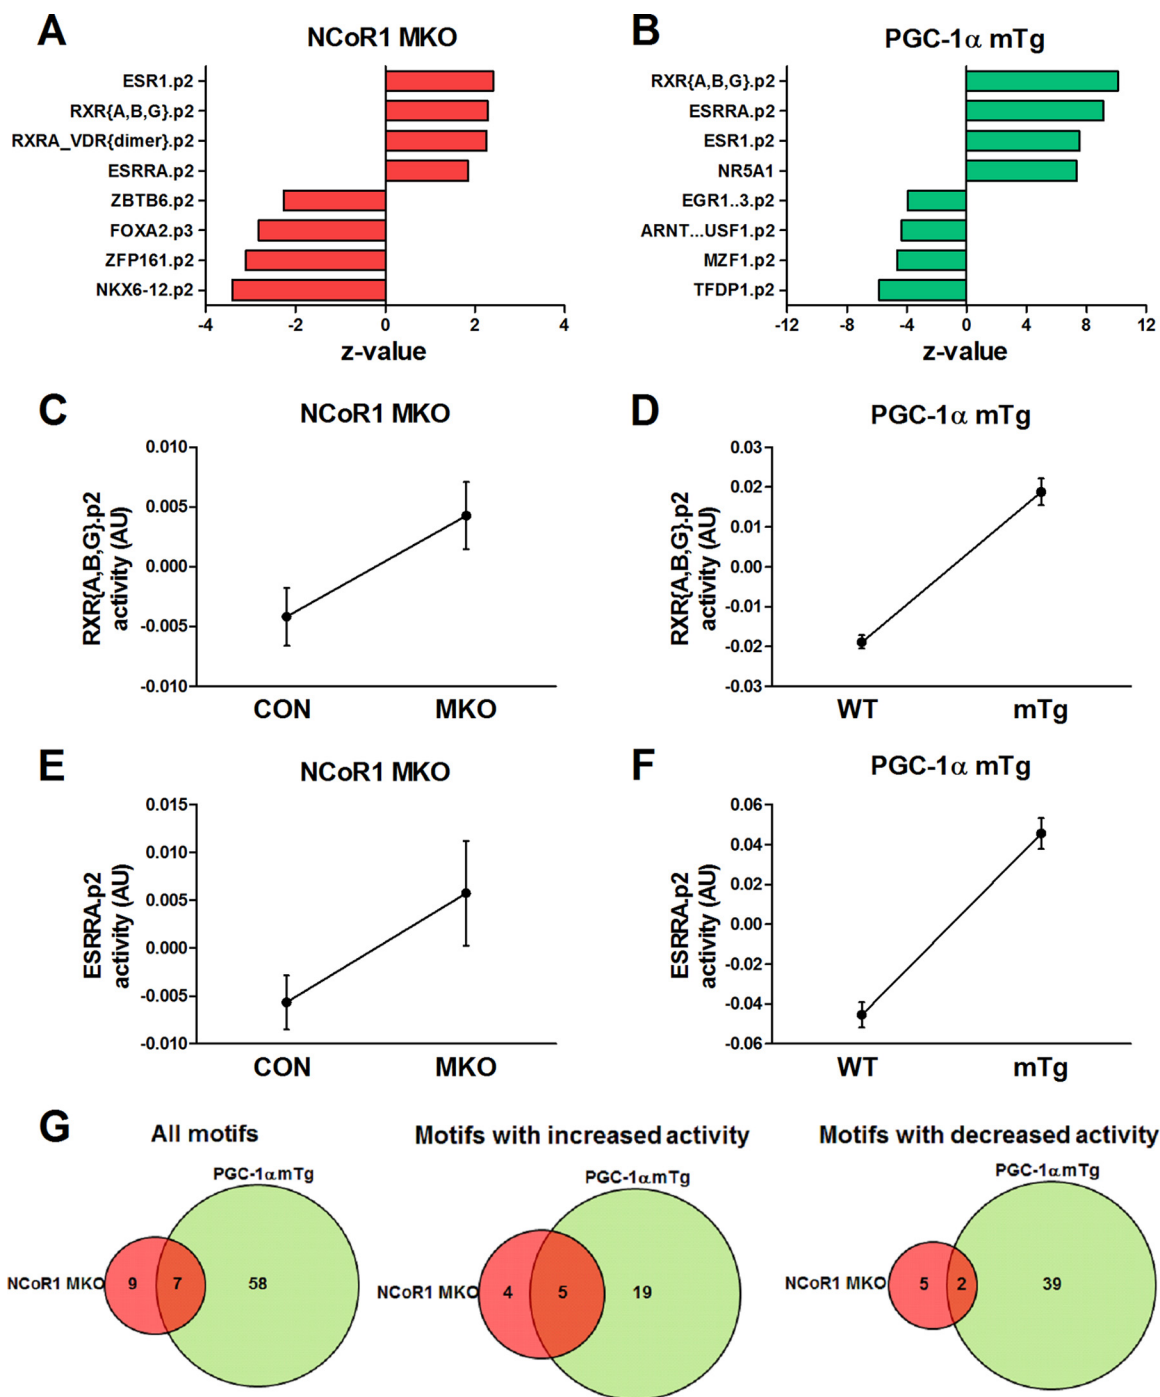 A
NCoR1 MKO
ESR1.p2
RXR{A,B,G}.p2
RXRA_VDR{dimer}.p2
ESRRA.p2
ZBTB6.p2
FOXA2.p3
ZFP161.p2
NKX6-12.p2
-4 -2 0 2 4
z-value
B
PGC-1α mTg
RXR{A,B,G}.p2
ESRRA.p2
ESR1.p2
NR5A1
EGR1..3.p2
ARNT...USF1.p2
MZF1.p2
TFDP1.p2
-12 -8 -4 0 4 8 12
z-value
C
NCoR1 MKO
RXR{A,B,G}.p2
activity (AU)
0.010
0.005
0.000
-0.005
-0.010
CON MKO
D
PGC-1α mTg
RXR{A,B,G}.p2
activity (AU)
0.03
0.02
0.01
0.00
-0.01
-0.02
-0.03
WT mTg
E
NCoR1 MKO
ESRRA.p2
activity (AU)
0.015
0.010
0.005
0.000
-0.005
-0.010
CON MKO
F
PGC-1α mTg
ESRRA.p2
activity (AU)
0.06
0.04
0.02
0.00
-0.02
-0.04
-0.06
WT mTg
G
All motifs
PGC-1αmTg
NCoR1 MKO 9 7 58
Motifs with increased activity
PGC-1αmTg
NCoR1 MKO 4 5 19
Motifs with decreased activity
PGC-1αmTg
NCoR1 MKO 5 2 39